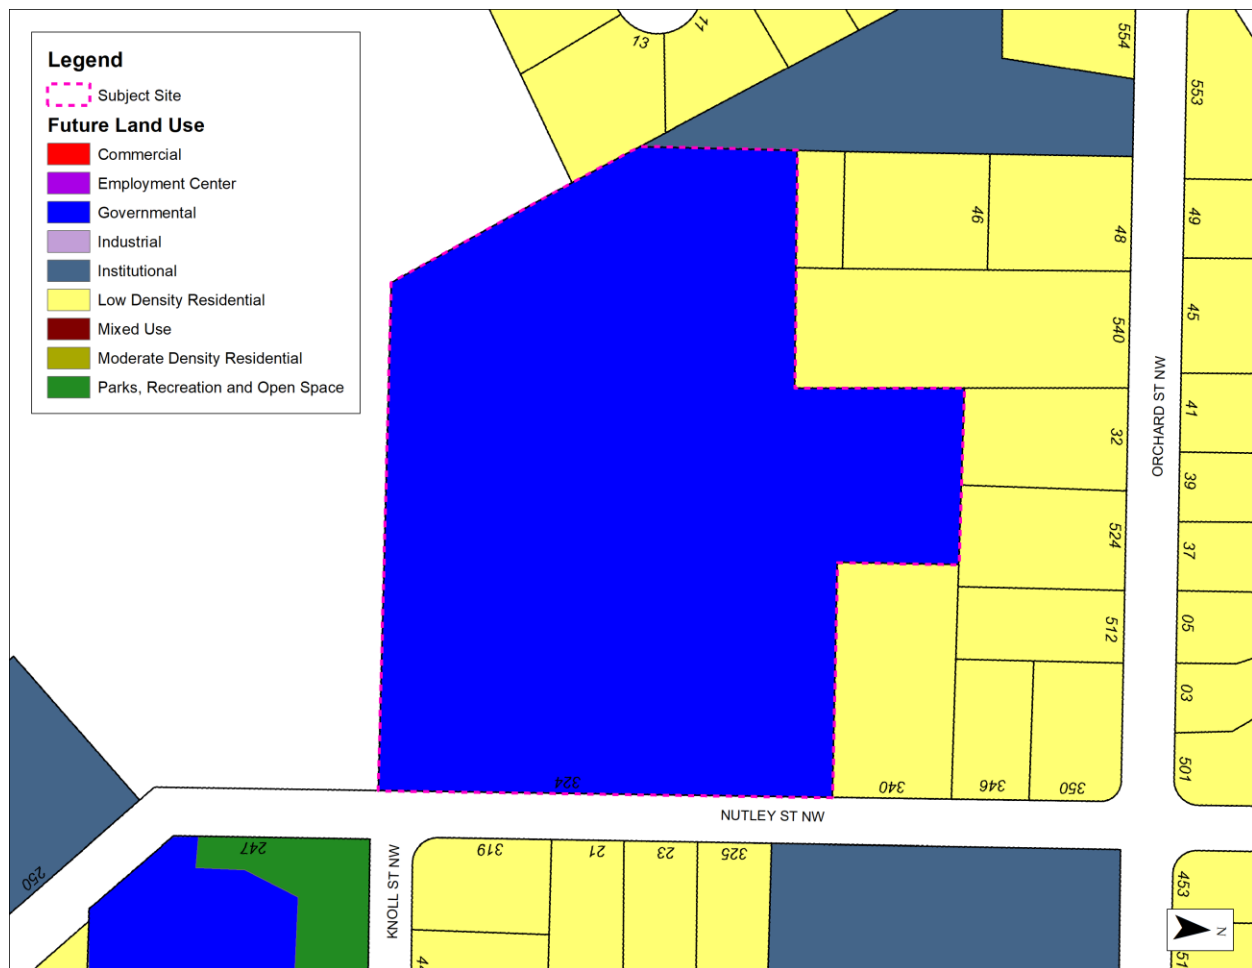 Legend
Subject Site
Future Land Use
Commercial
Employment Center
Governmental
Industrial
Institutional
Low Density Residential
Mixed Use
Moderate Density Residential
Parks, Recreation and Open Space
13
11
554
553
46
48
49
540
45
32
41
ORCHARD ST NW
39
524
37
512
05
03
501
324
340
346
350
NUTLEY ST NW
247
250
319
21
23
325
KNOLL ST NW
453
N